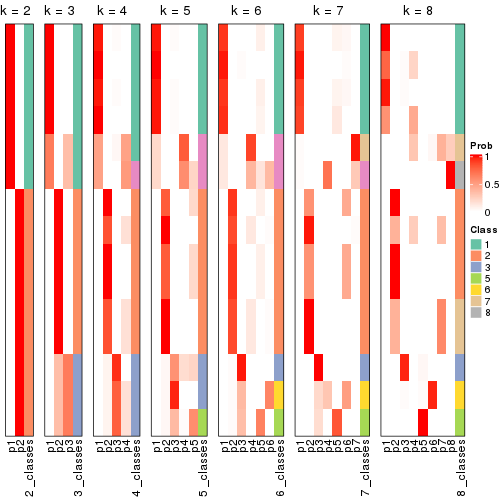 k = 2 k = 3 k = 4 k = 5 k = 6 k = 7 k = 8
Prob
1
0.5
0
Class
1
2
3
5
6
7
8
p1 p2 2_classes
p1 p2 p3 3_classes
p1 p2 p3 p4 4_classes
p1 p2 p3 p4 p5 5_classes
p1 p2 p3 p4 p5 p6 6_classes
p1 p2 p3 p4 p5 p6 p7 7_classes
p1 p2 p3 p4 p5 p6 p7 p8 8_classes